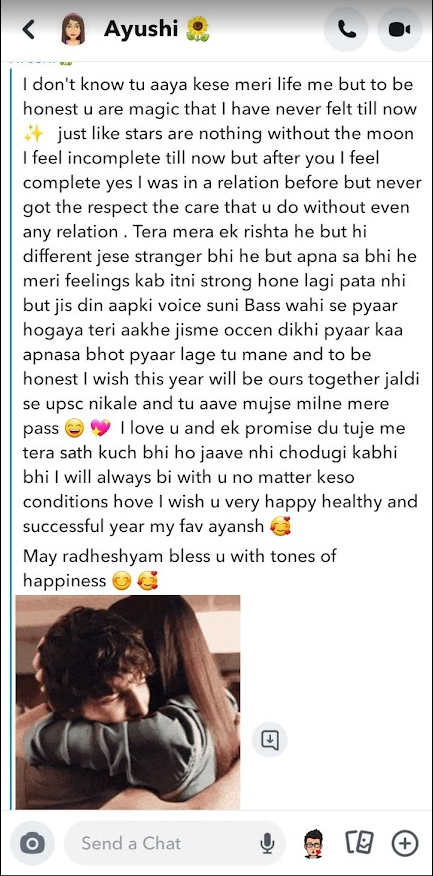 Ayushi 🌻
I don't know tu aaya kese meri life me but to be
honest u are magic that I have never felt till now
✨ just like stars are nothing without the moon
I feel incomplete till now but after you I feel
complete yes I was in a relation before but never
got the respect the care that u do without even
any relation . Tera mera ek rishta he but hi
different jese stranger bhi he but apna sa bhi he
meri feelings kab itni strong hone lagi pata nhi
but jis din aapki voice suni Bass wahi se pyaar
hogaya teri aakhe jisme occen dikhi pyaar kaa
apnasa bhot pyaar lage tu mane and to be
honest I wish this year will be ours together jaldi
se upsc nikale and tu aave mujse milne mere
pass 😄 💖 I love u and ek promise du tuje me
tera sath kuch bhi ho jaave nhi chodugi kabhi
bhi I will always bi with u no matter keso
conditions hove I wish u very happy healthy and
successful year my fav ayansh 🥰
May radheshyam bless u with tones of
happiness 😊 🥰
Send a Chat